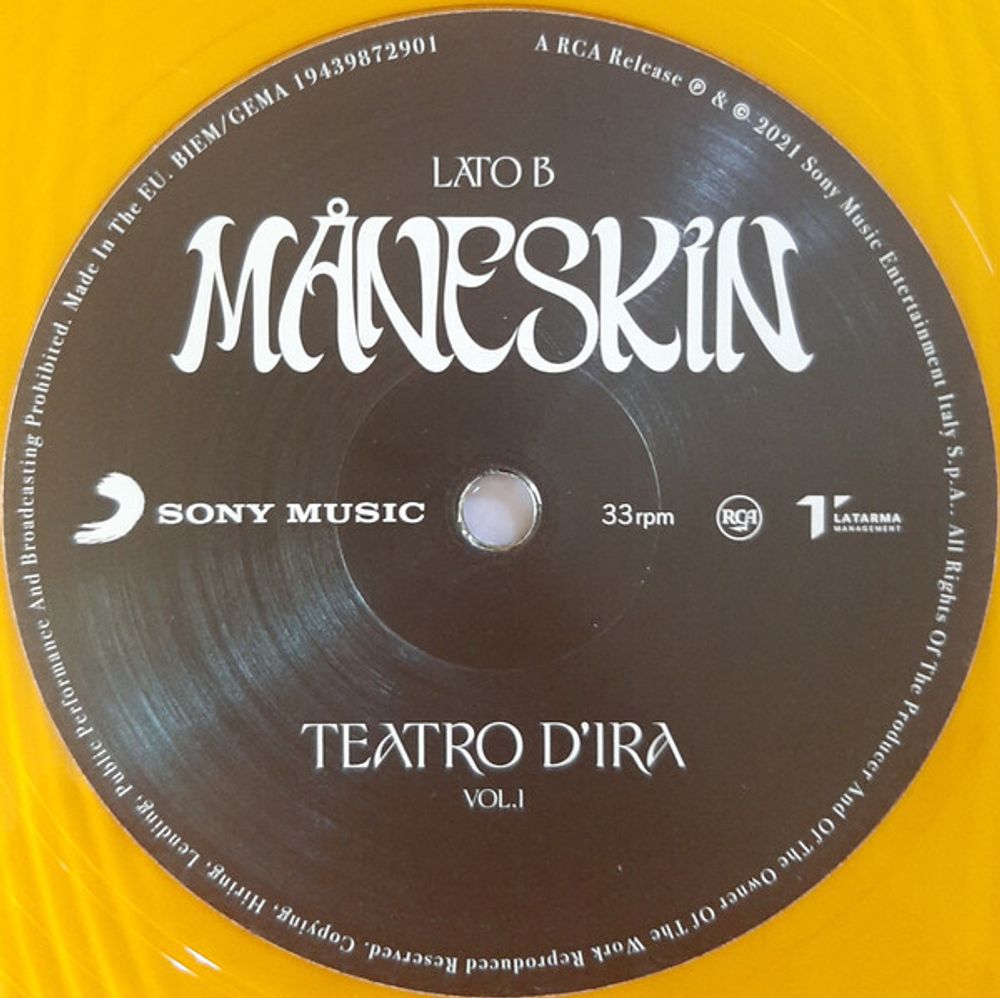 A RCA Release ℗ & © 2021 Sony Music Entertainment Italy S.p.A.. All Rights Of The Producer And Of The Owner Of The Work Reproduced Reserved. Copying, Hiring, Lending, Public Performance And Broadcasting Prohibited. Made In The EU. BIEM/GEMA 19439872901
LATO B
MÅNESKIN
SONY MUSIC
33rpm
RCA
LATARMA
MANAGEMENT
TEATRO D'IRA
VOL.I